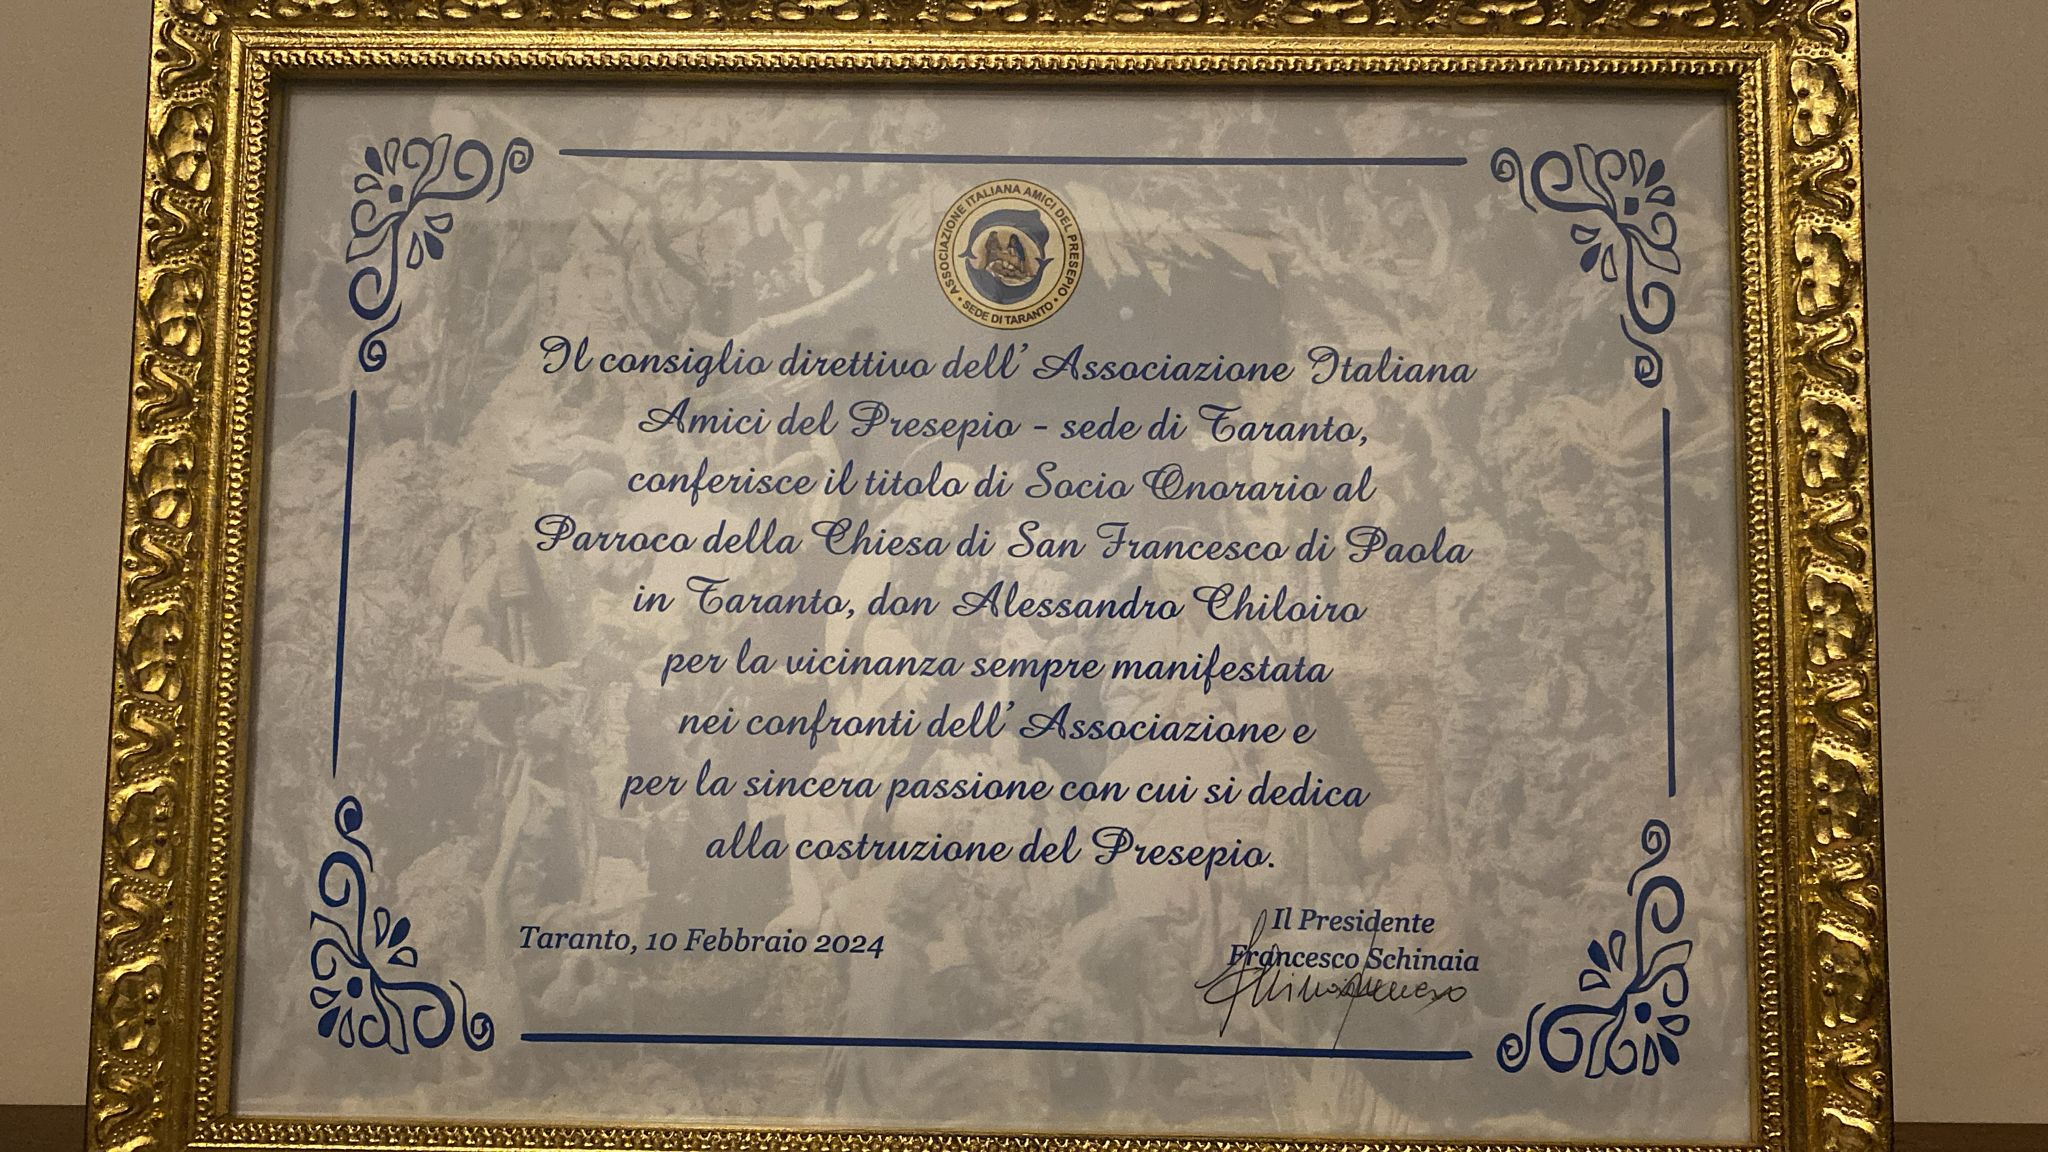 ASSOCIAZIONE ITALIANA AMICI DEL PRESEPIO
• SEDE DI TARANTO •
Il consiglio direttivo dell' Associazione Italiana
Amici del Presepio - sede di Taranto,
conferisce il titolo di Socio Onorario al
Parroco della Chiesa di San Francesco di Paola
in Taranto, don Alessandro Chiloiro
per la vicinanza sempre manifestata
nei confronti dell' Associazione e
per la sincera passione con cui si dedica
alla costruzione del Presepio.
Taranto, 10 Febbraio 2024
Il Presidente
Francesco Schinaia